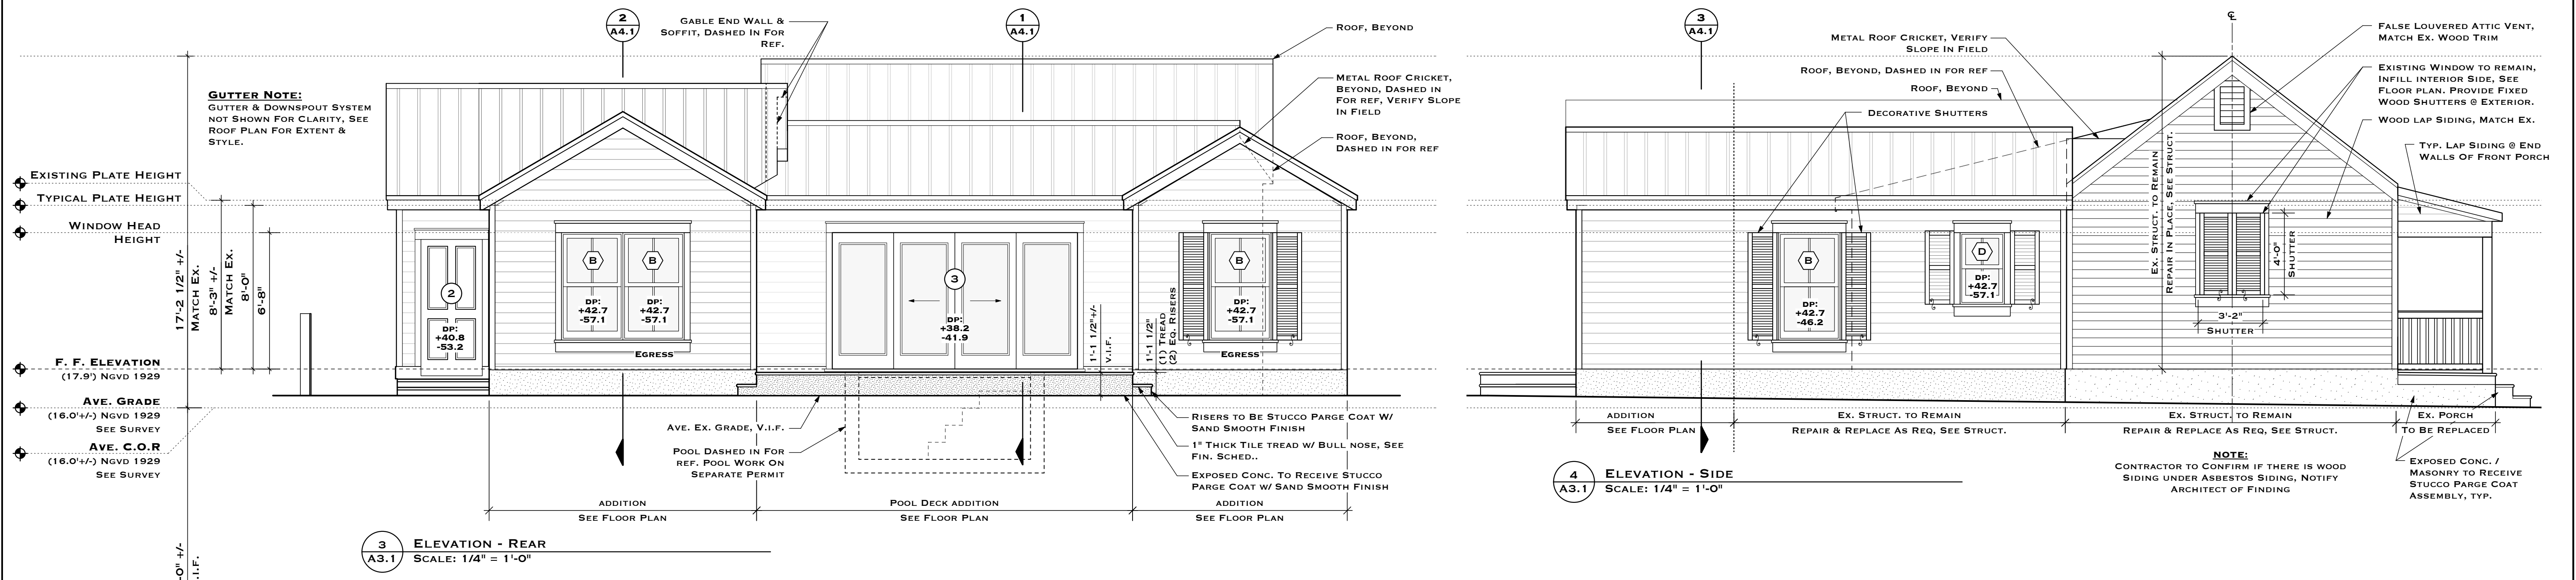 2
A4.1
Gable End Wall &
Soffit, Dashed In For
Ref.
1
A4.1
Roof, Beyond
Metal Roof Cricket,
Beyond, Dashed in
For ref, Verify Slope
In Field
Roof, Beyond,
Dashed in for ref
Gutter Note:
Gutter & Downspout System
not Shown For Clarity, See
Roof Plan For Extent &
Style.
Existing Plate Height
Typical Plate Height
Window Head
Height
17'-2 1/2" +/-
Match Ex.
8'-3" +/-
Match Ex.
8'-0"
6'-8"
F. F. Elevation
(17.9') Ngvd 1929
Ave. Grade
(16.0'+/-) Ngvd 1929
See Survey
Ave. C.O.R
(16.0'+/-) Ngvd 1929
See Survey
-0" +/-
.I.F.
2
DP:
+40.8
-53.2
B
B
DP:
+42.7
-57.1
DP:
+42.7
-57.1
Egress
3
DP:
+38.2
-41.9
1'-1 1/2"+/-
V.I.F.
1'-1 1/2"
(1) Tread
(2) Eq. Risers
B
DP:
+42.7
-57.1
Egress
Ave. Ex. Grade, V.i.F.
Pool Dashed in For
ref. Pool Work On
Separate Permit
Risers to Be Stucco Parge Coat W/
Sand Smooth Finish
1" Thick Tile tread w/ Bull nose, See
Fin. Sched..
Exposed Conc. To Receive Stucco
Parge Coat w/ Sand Smooth Finish
addition
See Floor Plan
Pool Deck addition
See Floor Plan
addition
See Floor Plan
3
A3.1
Elevation - Rear
Scale: 1/4" = 1'-0"
3
A4.1
Metal Roof Cricket, Verify
Slope In Field
Roof, Beyond, Dashed in for ref
Roof, Beyond
Decorative Shutters
℄
False Louvered Attic Vent,
Match Ex. Wood Trim
Existing Window to remain,
Infill interior Side, See
Floor plan. Provide Fixed
Wood Shutters @ Exterior.
Wood lap Siding, Match Ex.
Typ. Lap Siding @ End
Walls Of Front Porch
Ex. Struct. to Remain
Repair in Place, See Struct.
B
DP:
+42.7
-46.2
D
DP:
+42.7
-57.1
4'-0"
Shutter
3'-2"
Shutter
addition
See Floor Plan
Ex. Struct. to Remain
Repair & Replace As Req, See Struct.
Ex. Struct. to Remain
Repair & Replace As Req, See Struct.
Ex. Porch
To Be Replaced
Note:
Contractor to Confirm if there is wood
Siding under Asbestos Siding, Notify
Architect of Finding
Exposed Conc. /
Masonry to Receive
Stucco Parge Coat
Assembly, typ.
4
A3.1
Elevation - Side
Scale: 1/4" = 1'-0"